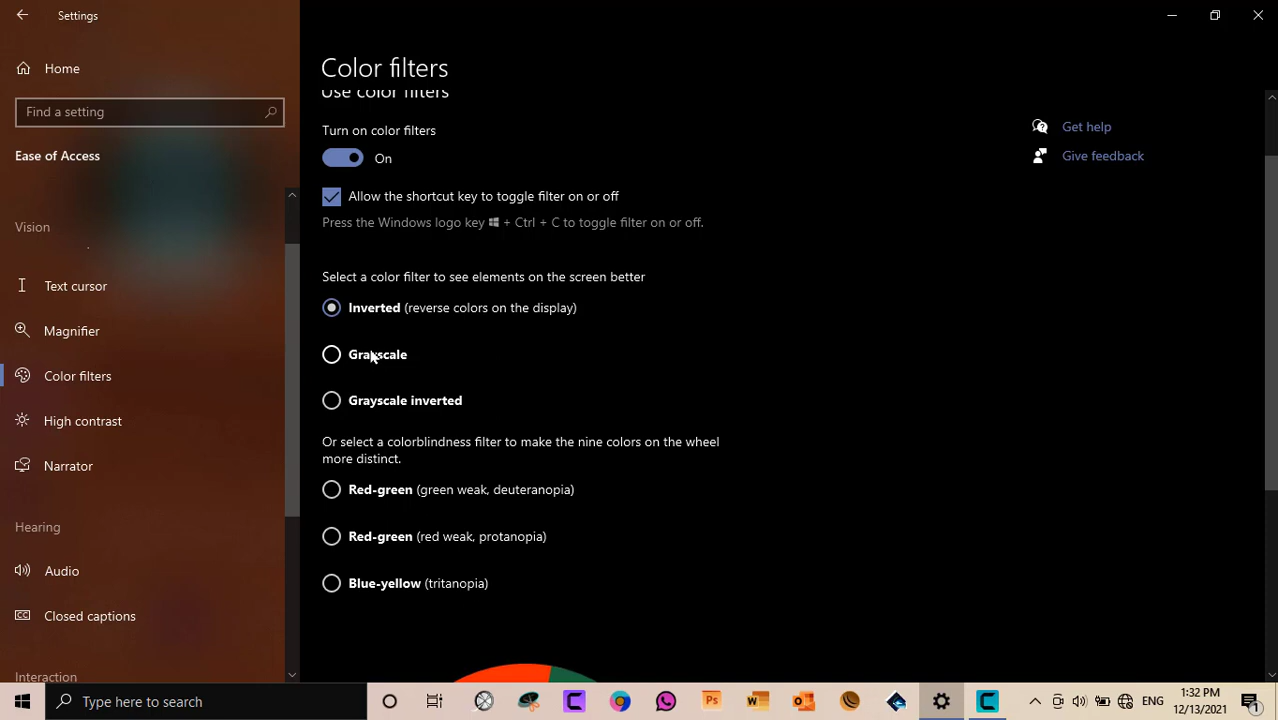 Settings
Home
Find a setting
Ease of Access
Vision
Text cursor
Magnifier
Color filters
High contrast
Narrator
Hearing
Audio
Closed captions
Interaction
Color filters
Use color filters
Turn on color filters
On
Allow the shortcut key to toggle filter on or off
Press the Windows logo key + Ctrl + C to toggle filter on or off.
Select a color filter to see elements on the screen better
Inverted (reverse colors on the display)
Grayscale
Grayscale inverted
Or select a colorblindness filter to make the nine colors on the wheel
more distinct.
Red-green (green weak, deuteranopia)
Red-green (red weak, protanopia)
Blue-yellow (tritanopia)
Get help
Give feedback
Type here to search
Ps
ENG
1:32 PM
12/13/2021
1